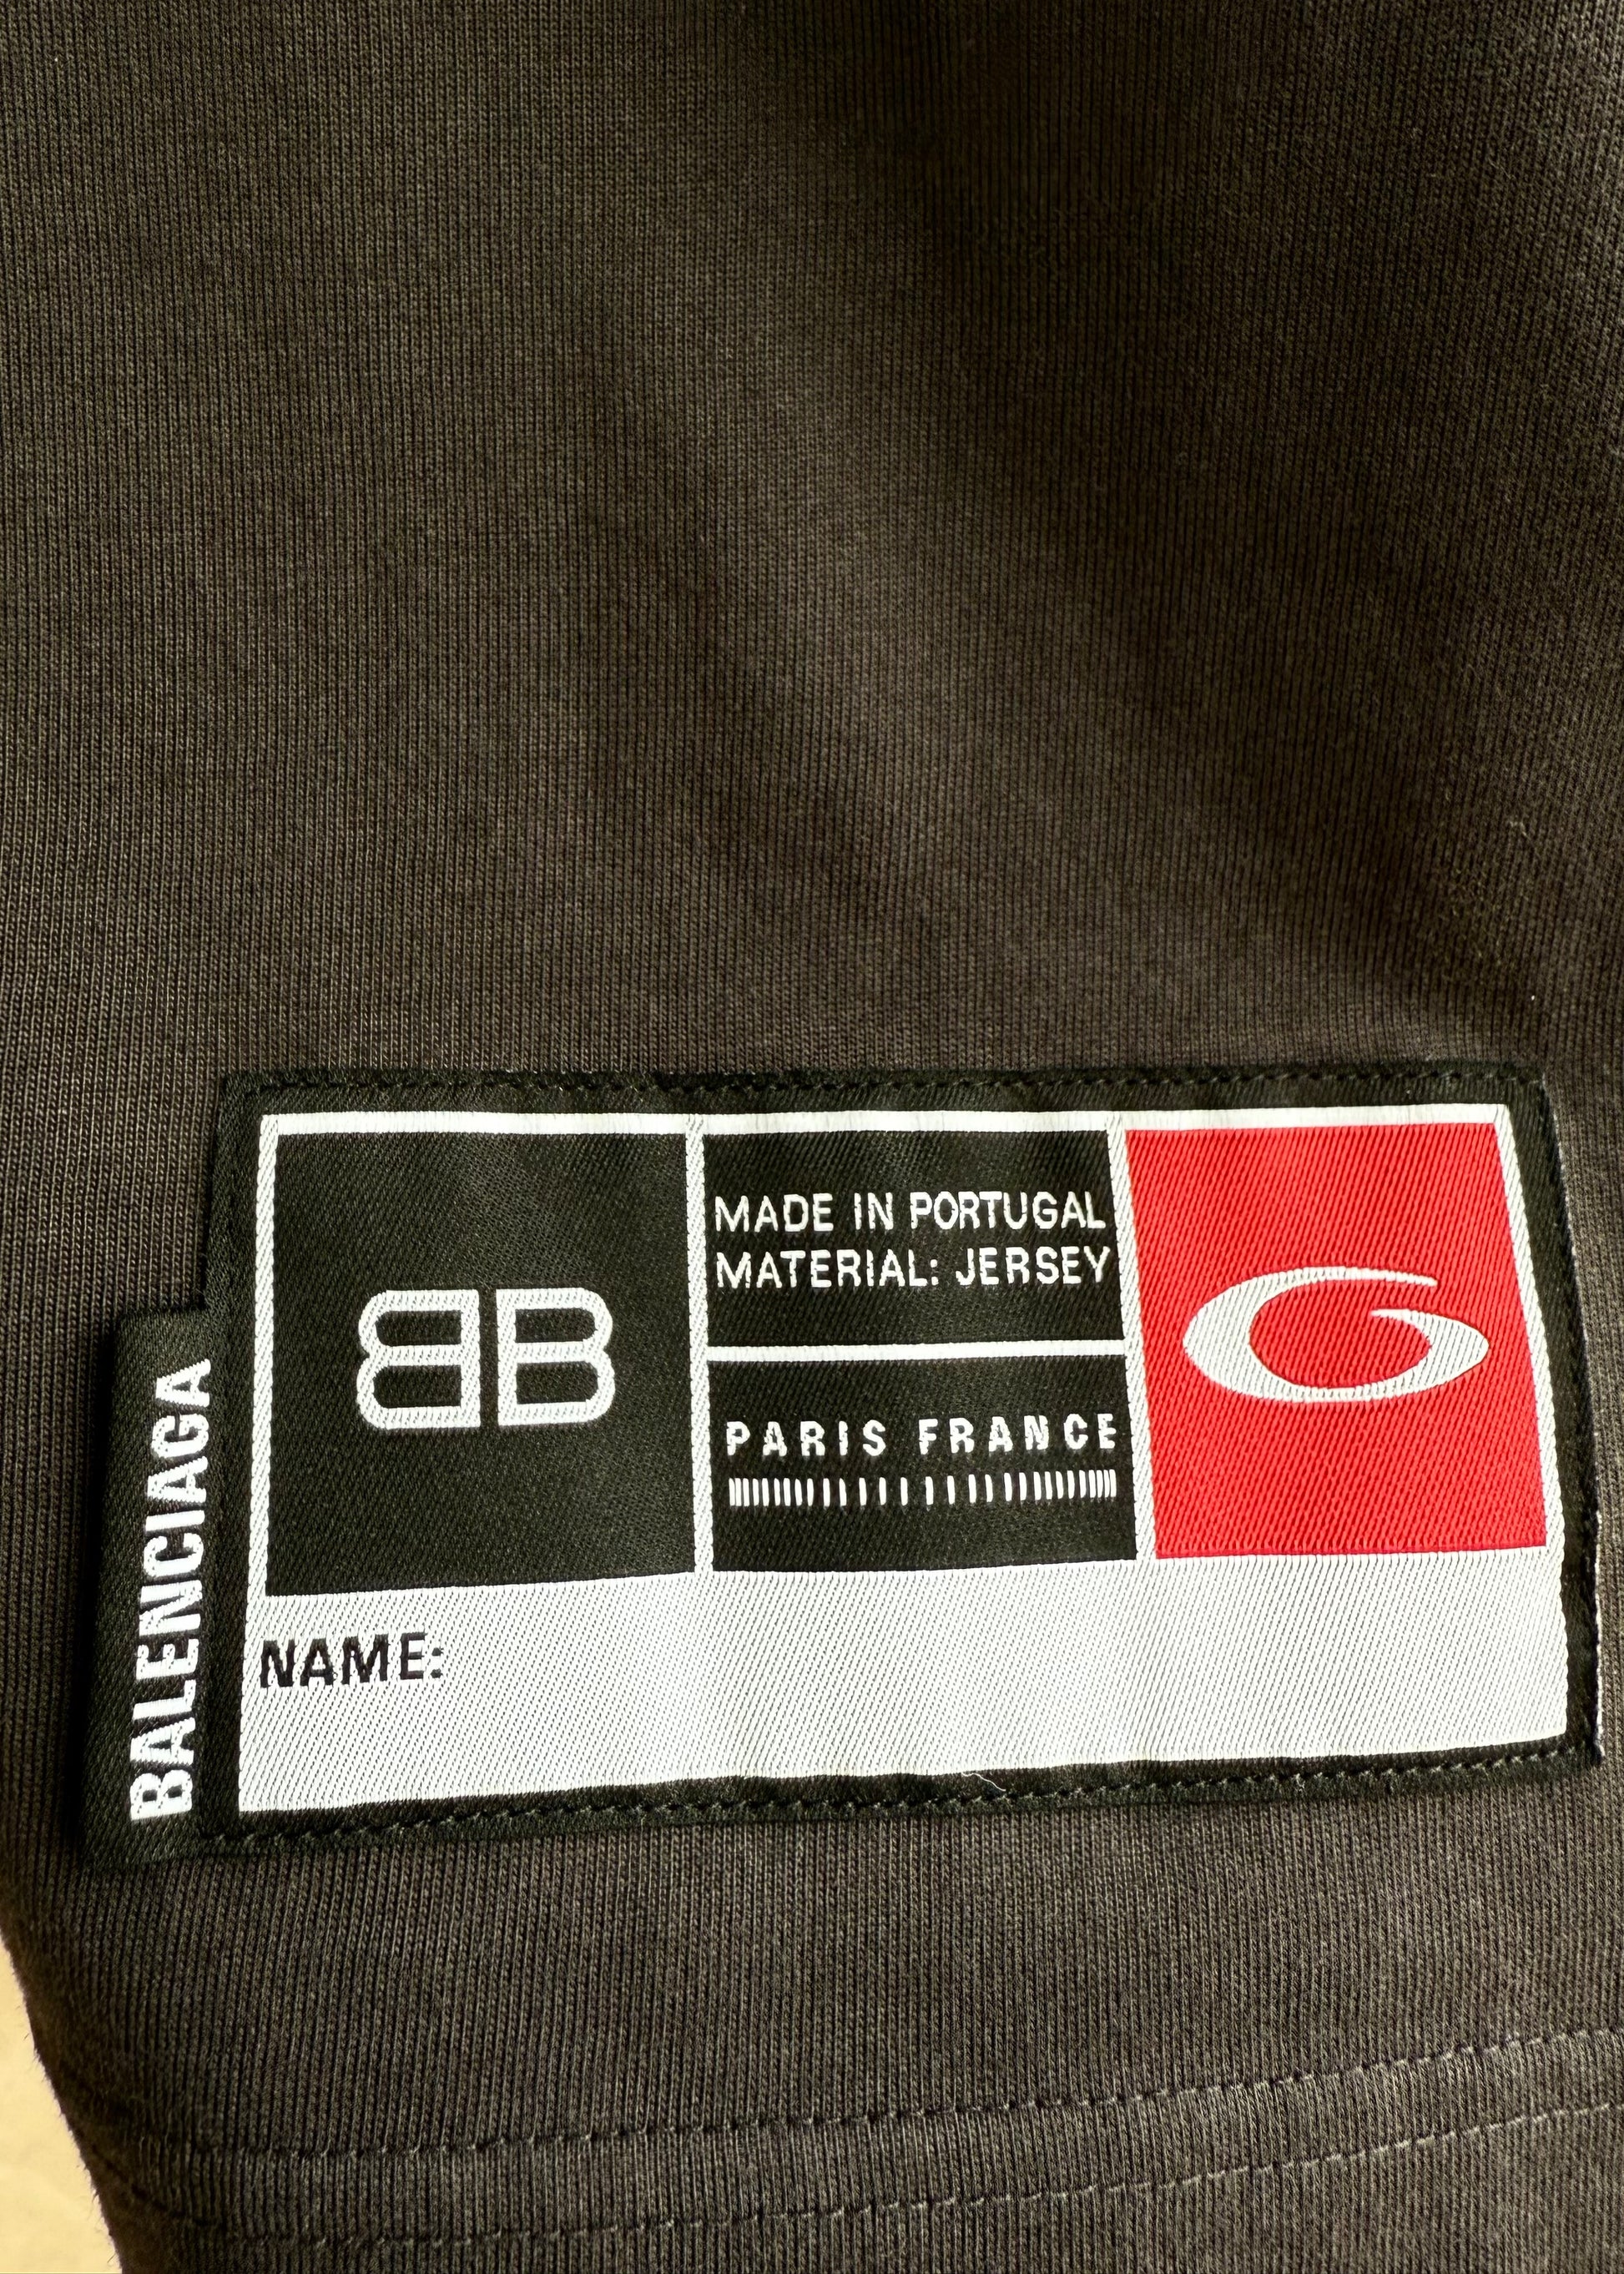 BALENCIAGA
BB
MADE IN PORTUGAL
MATERIAL: JERSEY
PARIS FRANCE
G
NAME: